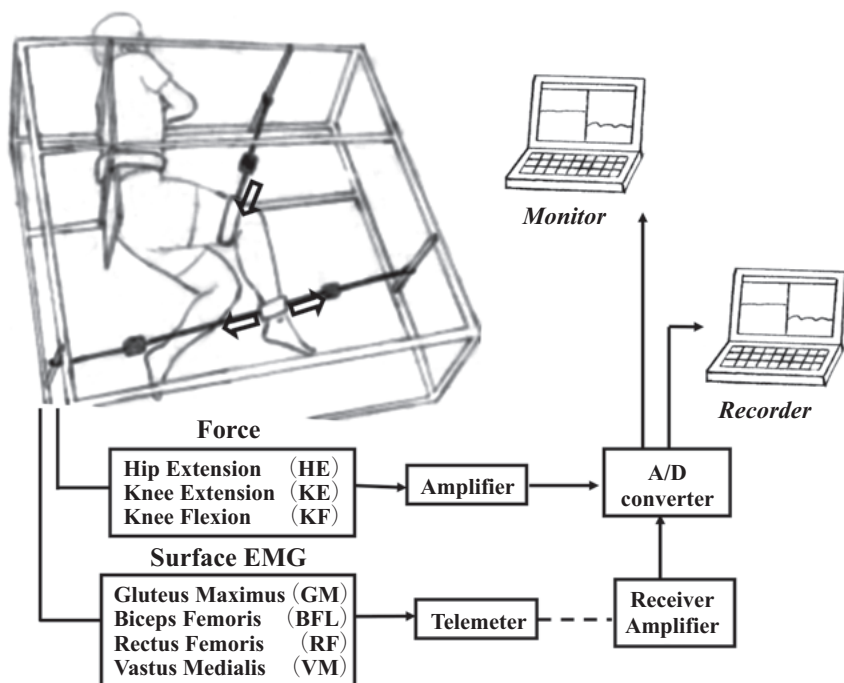 Monitor
Recorder
Force
Hip Extension （HE）
Knee Extension （KE）
Knee Flexion （KF）
Amplifier
A/D
converter
Surface EMG
Gluteus Maximus （GM）
Biceps Femoris （BFL）
Rectus Femoris （RF）
Vastus Medialis （VM）
Telemeter
Receiver
Amplifier